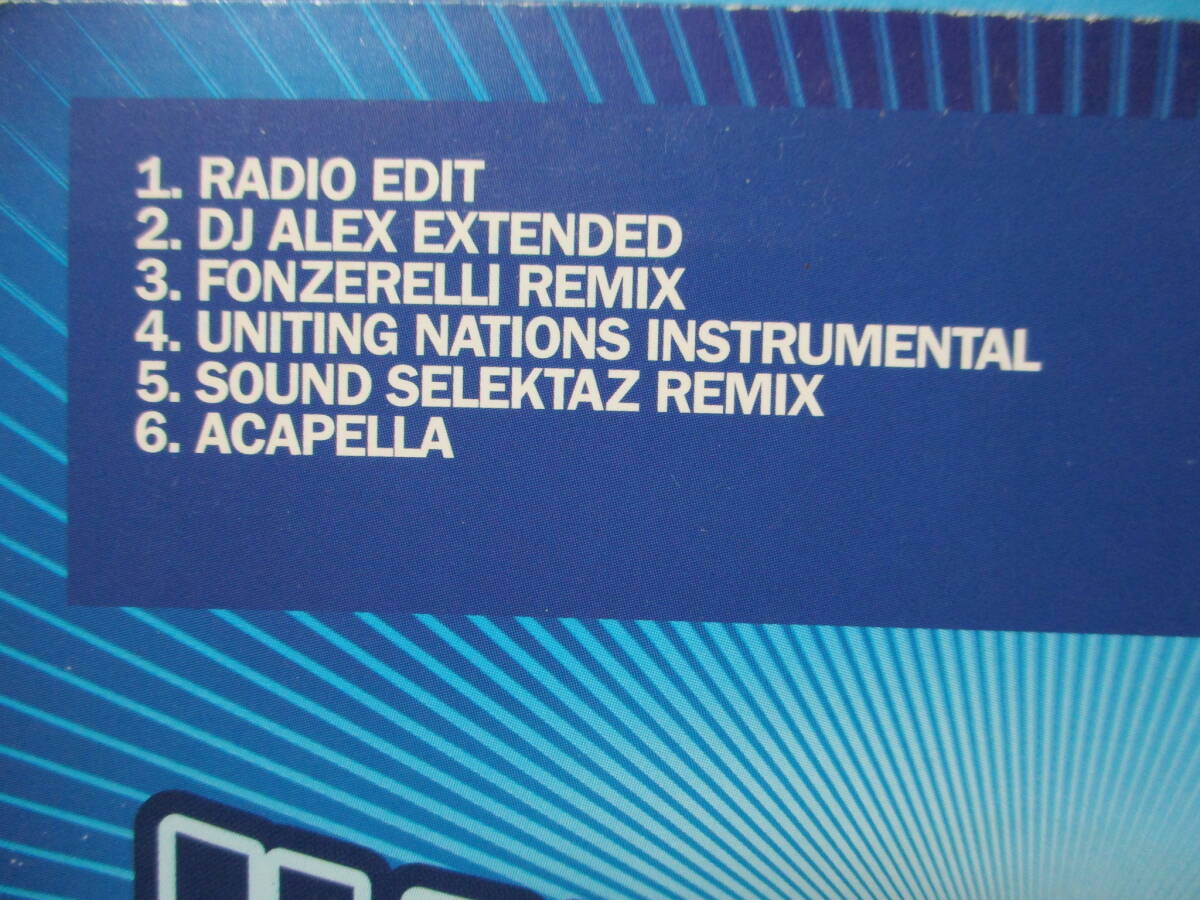 1. RADIO EDIT
2. DJ ALEX EXTENDED
3. FONZERELLI REMIX
4. UNITING NATIONS INSTRUMENTAL
5. SOUND SELEKTAZ REMIX
6. ACAPELLA